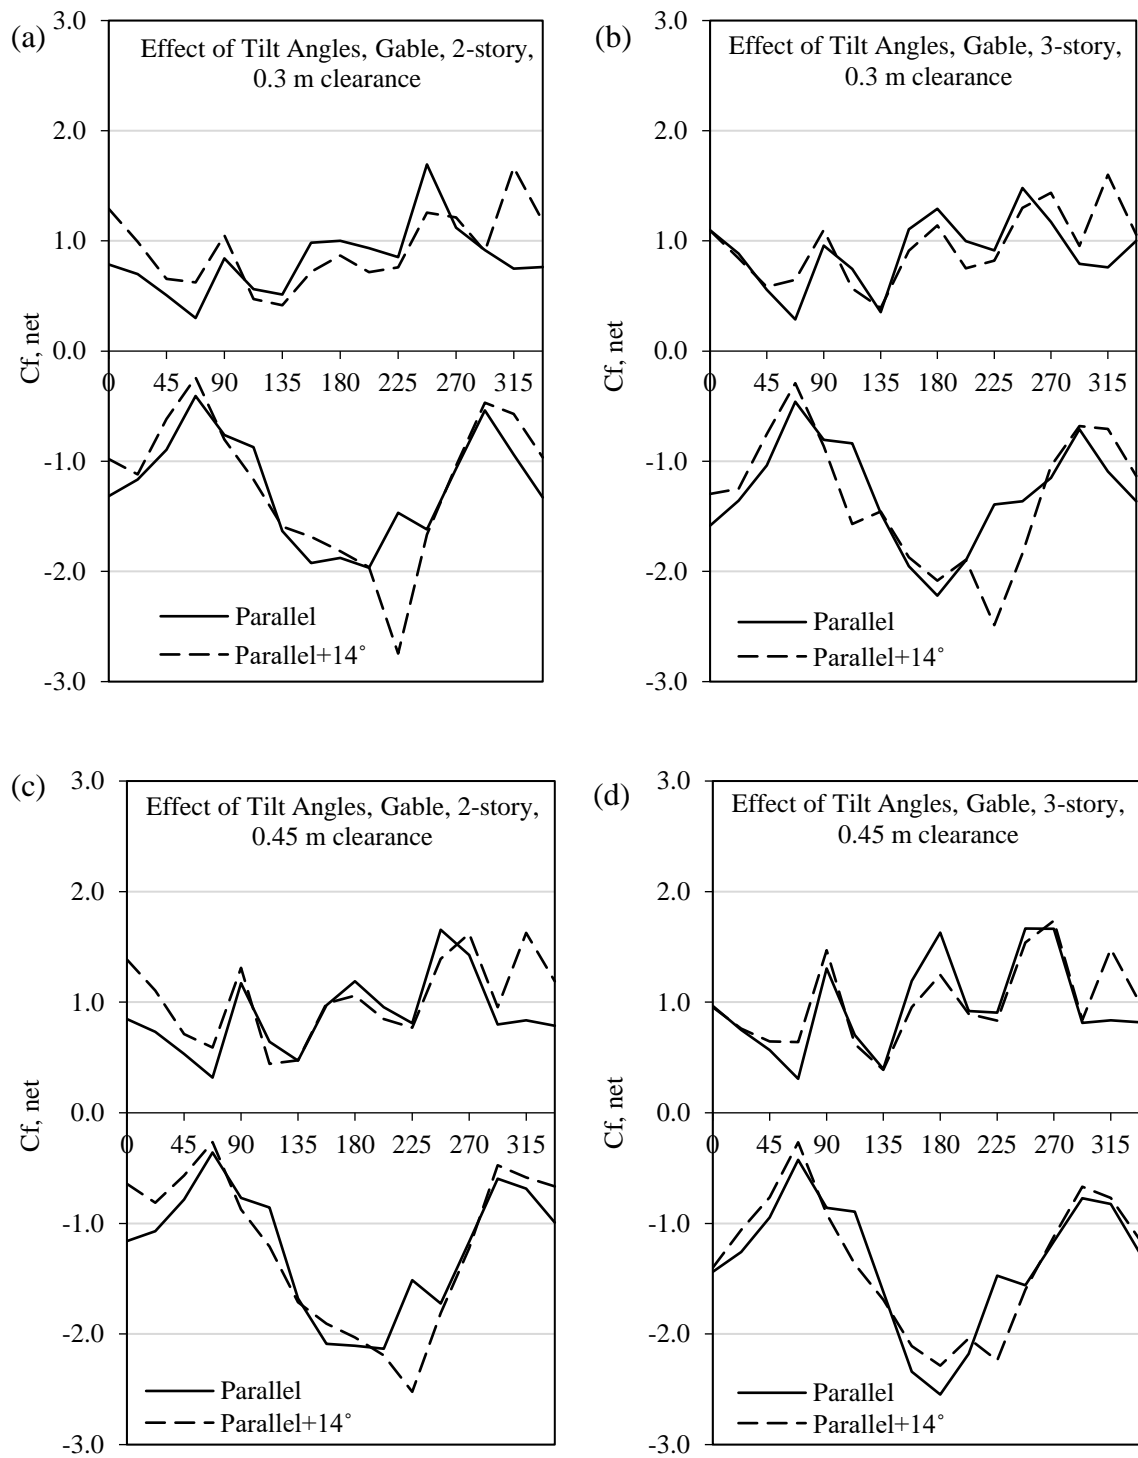 (a)
Effect of Tilt Angles, Gable, 2-story,
0.3 m clearance
3.0
2.0
1.0
0.0
-1.0
-2.0
-3.0
Cf, net
0 45 90 135 180 225 270 315
Parallel
Parallel+14˚
(b)
Effect of Tilt Angles, Gable, 3-story,
0.3 m clearance
3.0
2.0
1.0
0.0
-1.0
-2.0
-3.0
Cf, net
0 45 90 135 180 225 270 315
Parallel
Parallel+14˚
(c)
Effect of Tilt Angles, Gable, 2-story,
0.45 m clearance
3.0
2.0
1.0
0.0
-1.0
-2.0
-3.0
Cf, net
0 45 90 135 180 225 270 315
Parallel
Parallel+14˚
(d)
Effect of Tilt Angles, Gable, 3-story,
0.45 m clearance
3.0
2.0
1.0
0.0
-1.0
-2.0
-3.0
Cf, net
0 45 90 135 180 225 270 315
Parallel
Parallel+14˚